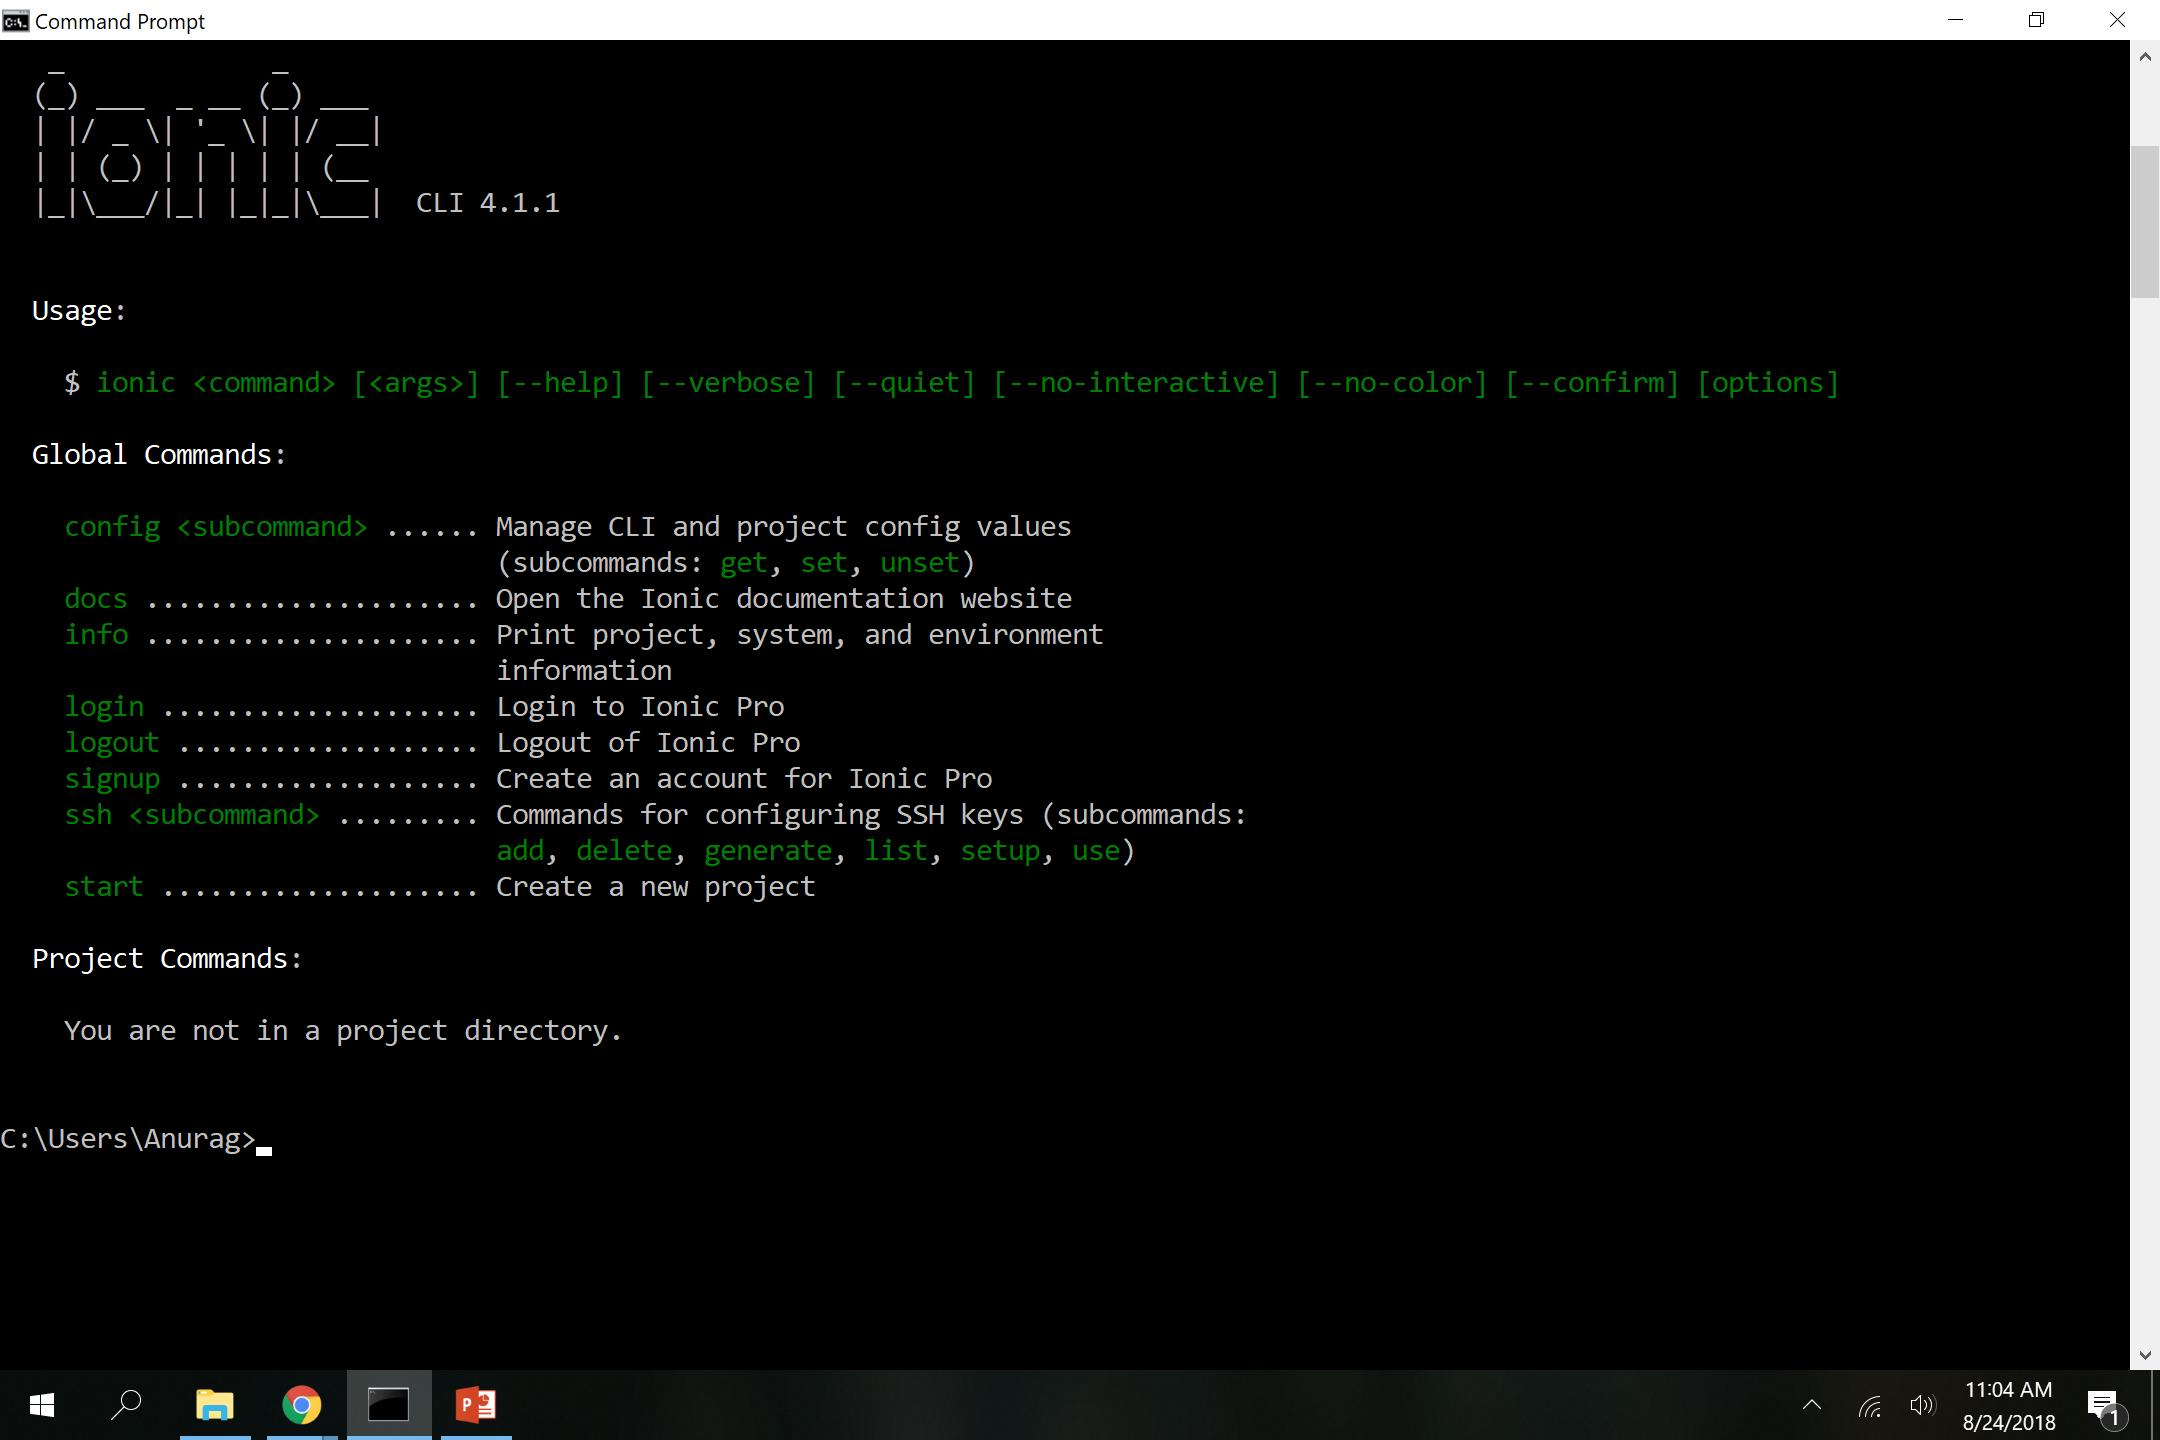 Command Prompt
  _             _
 (_) ___  _ __ (_) ___
 | |/ _ \| '_ \| |/ __|
 | | (_) | | | | | (__
 |_|\___/|_| |_|_|\___|  CLI 4.1.1
Usage:
$ ionic <command> [<args>] [--help] [--verbose] [--quiet] [--no-interactive] [--no-color] [--confirm] [options]
Global Commands:
config <subcommand> ...... Manage CLI and project config values
(subcommands: get, set, unset)
docs ..................... Open the Ionic documentation website
info ..................... Print project, system, and environment
information
login .................... Login to Ionic Pro
logout ................... Logout of Ionic Pro
signup ................... Create an account for Ionic Pro
ssh <subcommand> ......... Commands for configuring SSH keys (subcommands:
add, delete, generate, list, setup, use)
start .................... Create a new project
Project Commands:
You are not in a project directory.
C:\Users\Anurag>
11:04 AM
8/24/2018
1